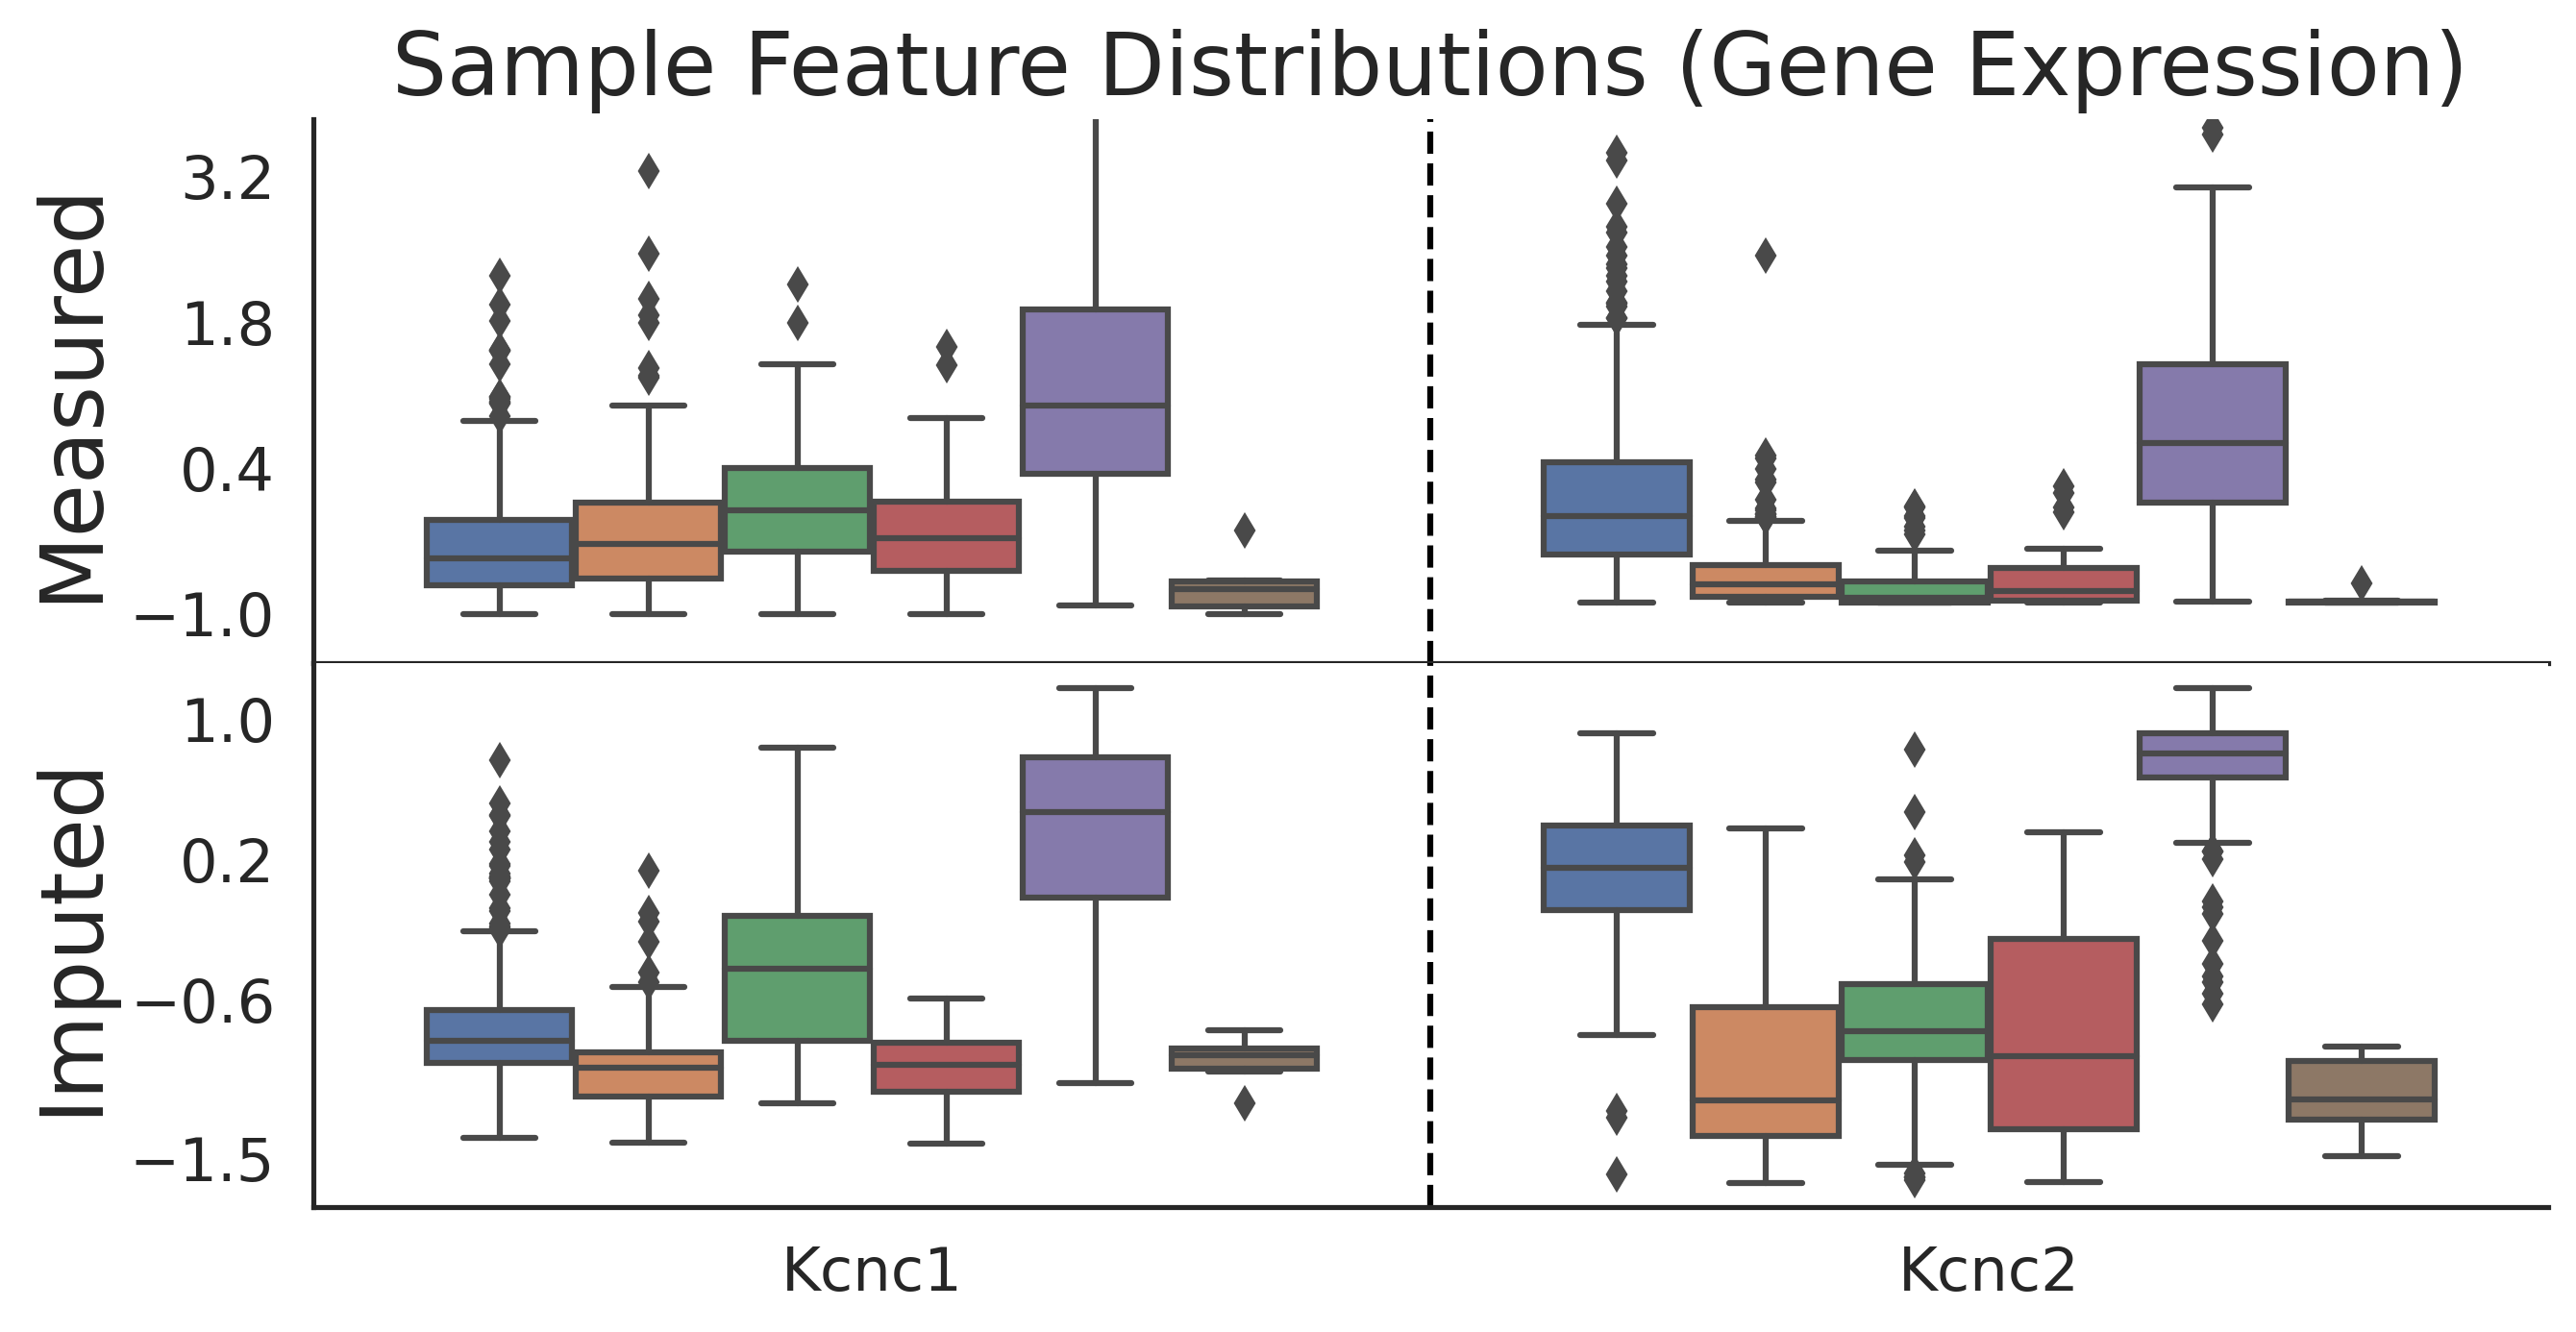 Sample Feature Distributions (Gene Expression)
Measured
3.2
1.8
0.4
−1.0
Imputed
1.0
0.2
−0.6
−1.5
Kcnc1
Kcnc2